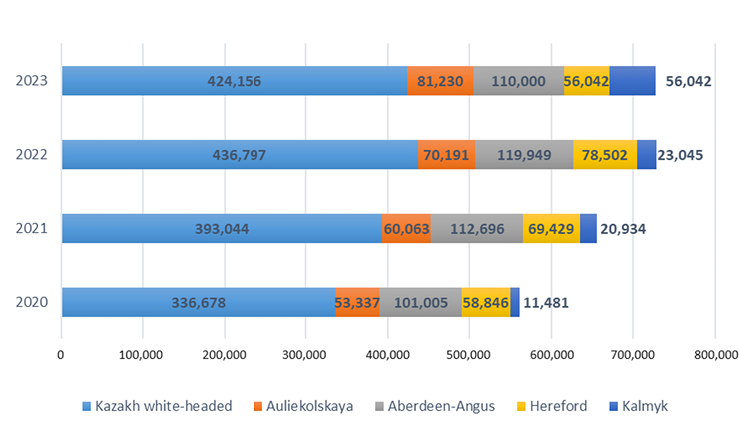 2023 424,156 81,230 110,000 56,042 56,042
2022 436,797 70,191 119,949 78,502 23,045
2021 393,044 60,063 112,696 69,429 20,934
2020 336,678 53,337 101,005 58,846 11,481
0 100,000 200,000 300,000 400,000 500,000 600,000 700,000 800,000
Kazakh white-headed Auliekolskaya Aberdeen-Angus Hereford Kalmyk